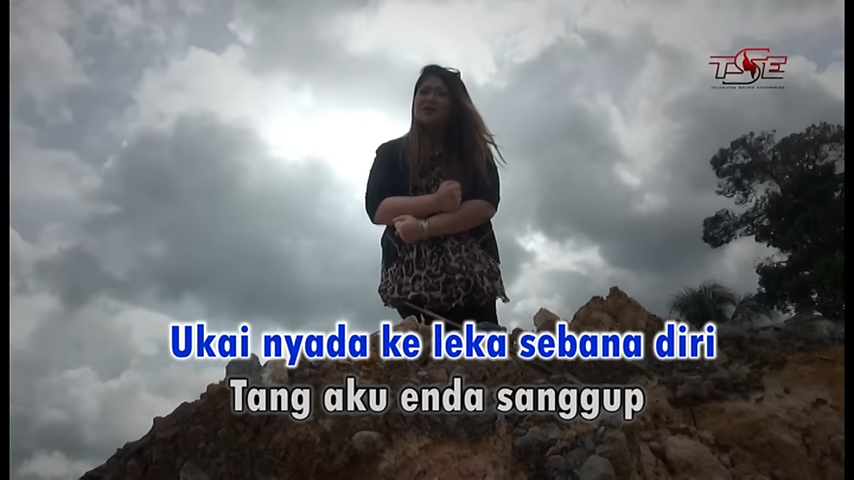 TSE
Ukai nyada ke leka sebana diri
Tang aku enda sanggup